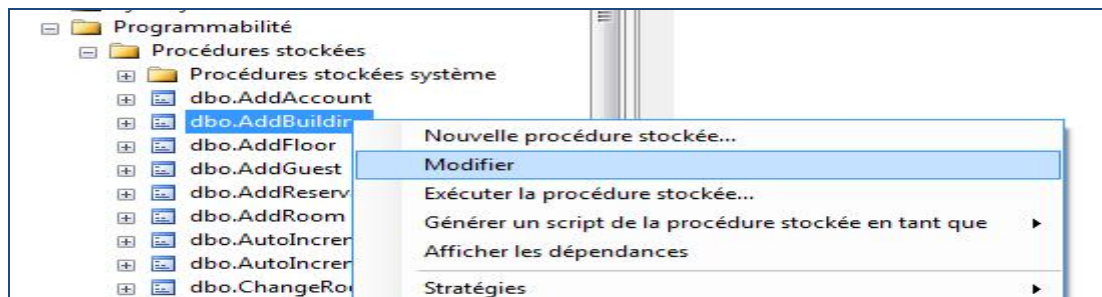 Programmabilité
Procédures stockées
Procédures stockées système
dbo.AddAccount
dbo.AddBuildin
dbo.AddFloor
dbo.AddGuest
dbo.AddReserv
dbo.AddRoom
dbo.AutoIncrer
dbo.AutoIncrer
dbo.ChangeRo
Nouvelle procédure stockée...
Modifier
Exécuter la procédure stockée...
Générer un script de la procédure stockée en tant que
Afficher les dépendances
Stratégies